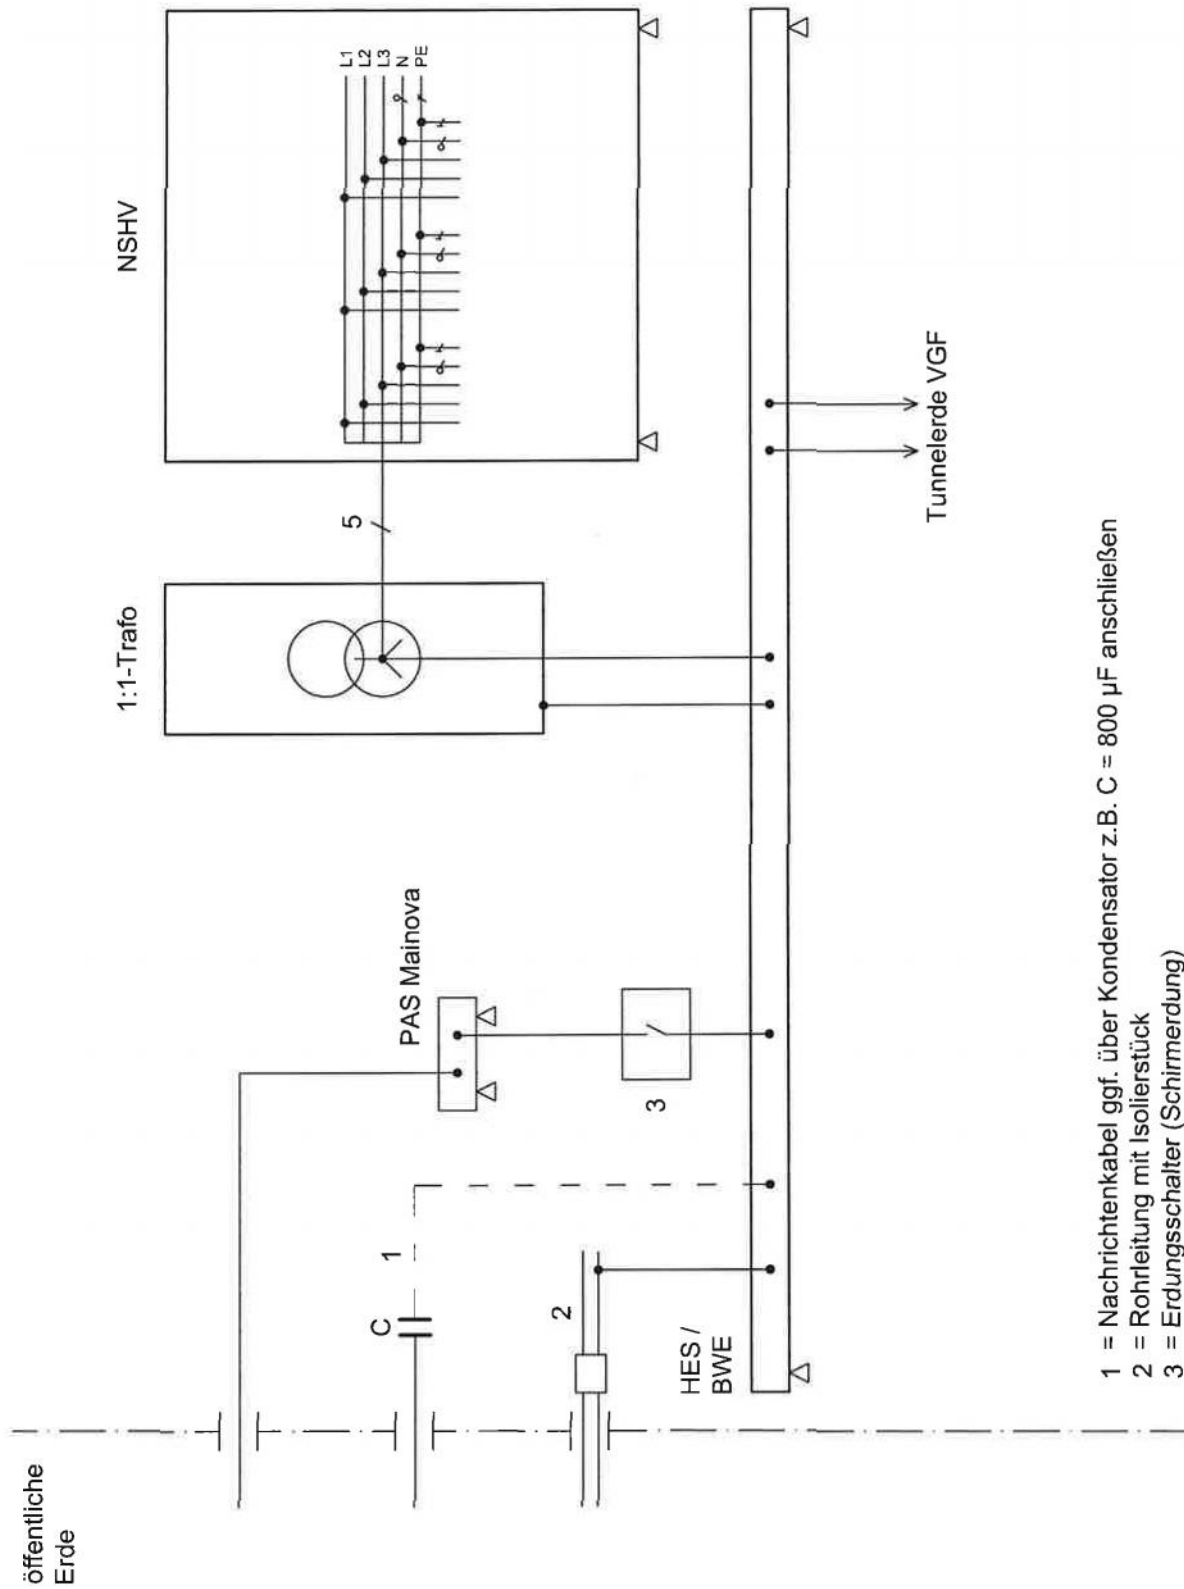 öffentliche
Erde
NSHV
L1
L2
L3
N
PE
1:1-Trafo
5
PAS Mainova
3
C
1
2
HES /
BWE
Tunnelerde VGF
1 = Nachrichtenkabel ggf. über Kondensator z.B. C = 800 µF anschließen
2 = Rohrleitung mit Isolierstück
3 = Erdungsschalter (Schirmerdung)